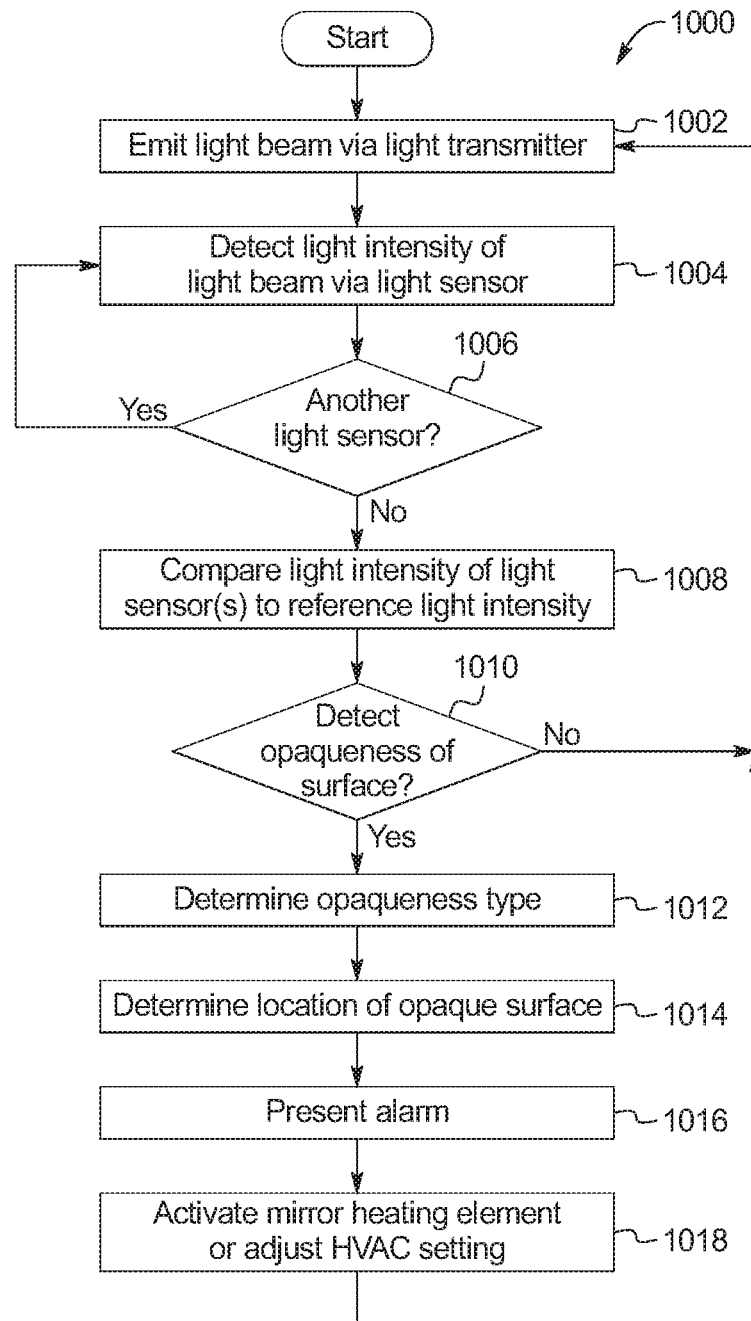 Start
1000
Emit light beam via light transmitter
1002
Detect light intensity of
light beam via light sensor
1004
1006
Another
light sensor?
Yes
No
Compare light intensity of light
sensor(s) to reference light intensity
1008
1010
Detect
opaqueness of
surface?
No
Yes
Determine opaqueness type
1012
Determine location of opaque surface
1014
Present alarm
1016
Activate mirror heating element
or adjust HVAC setting
1018